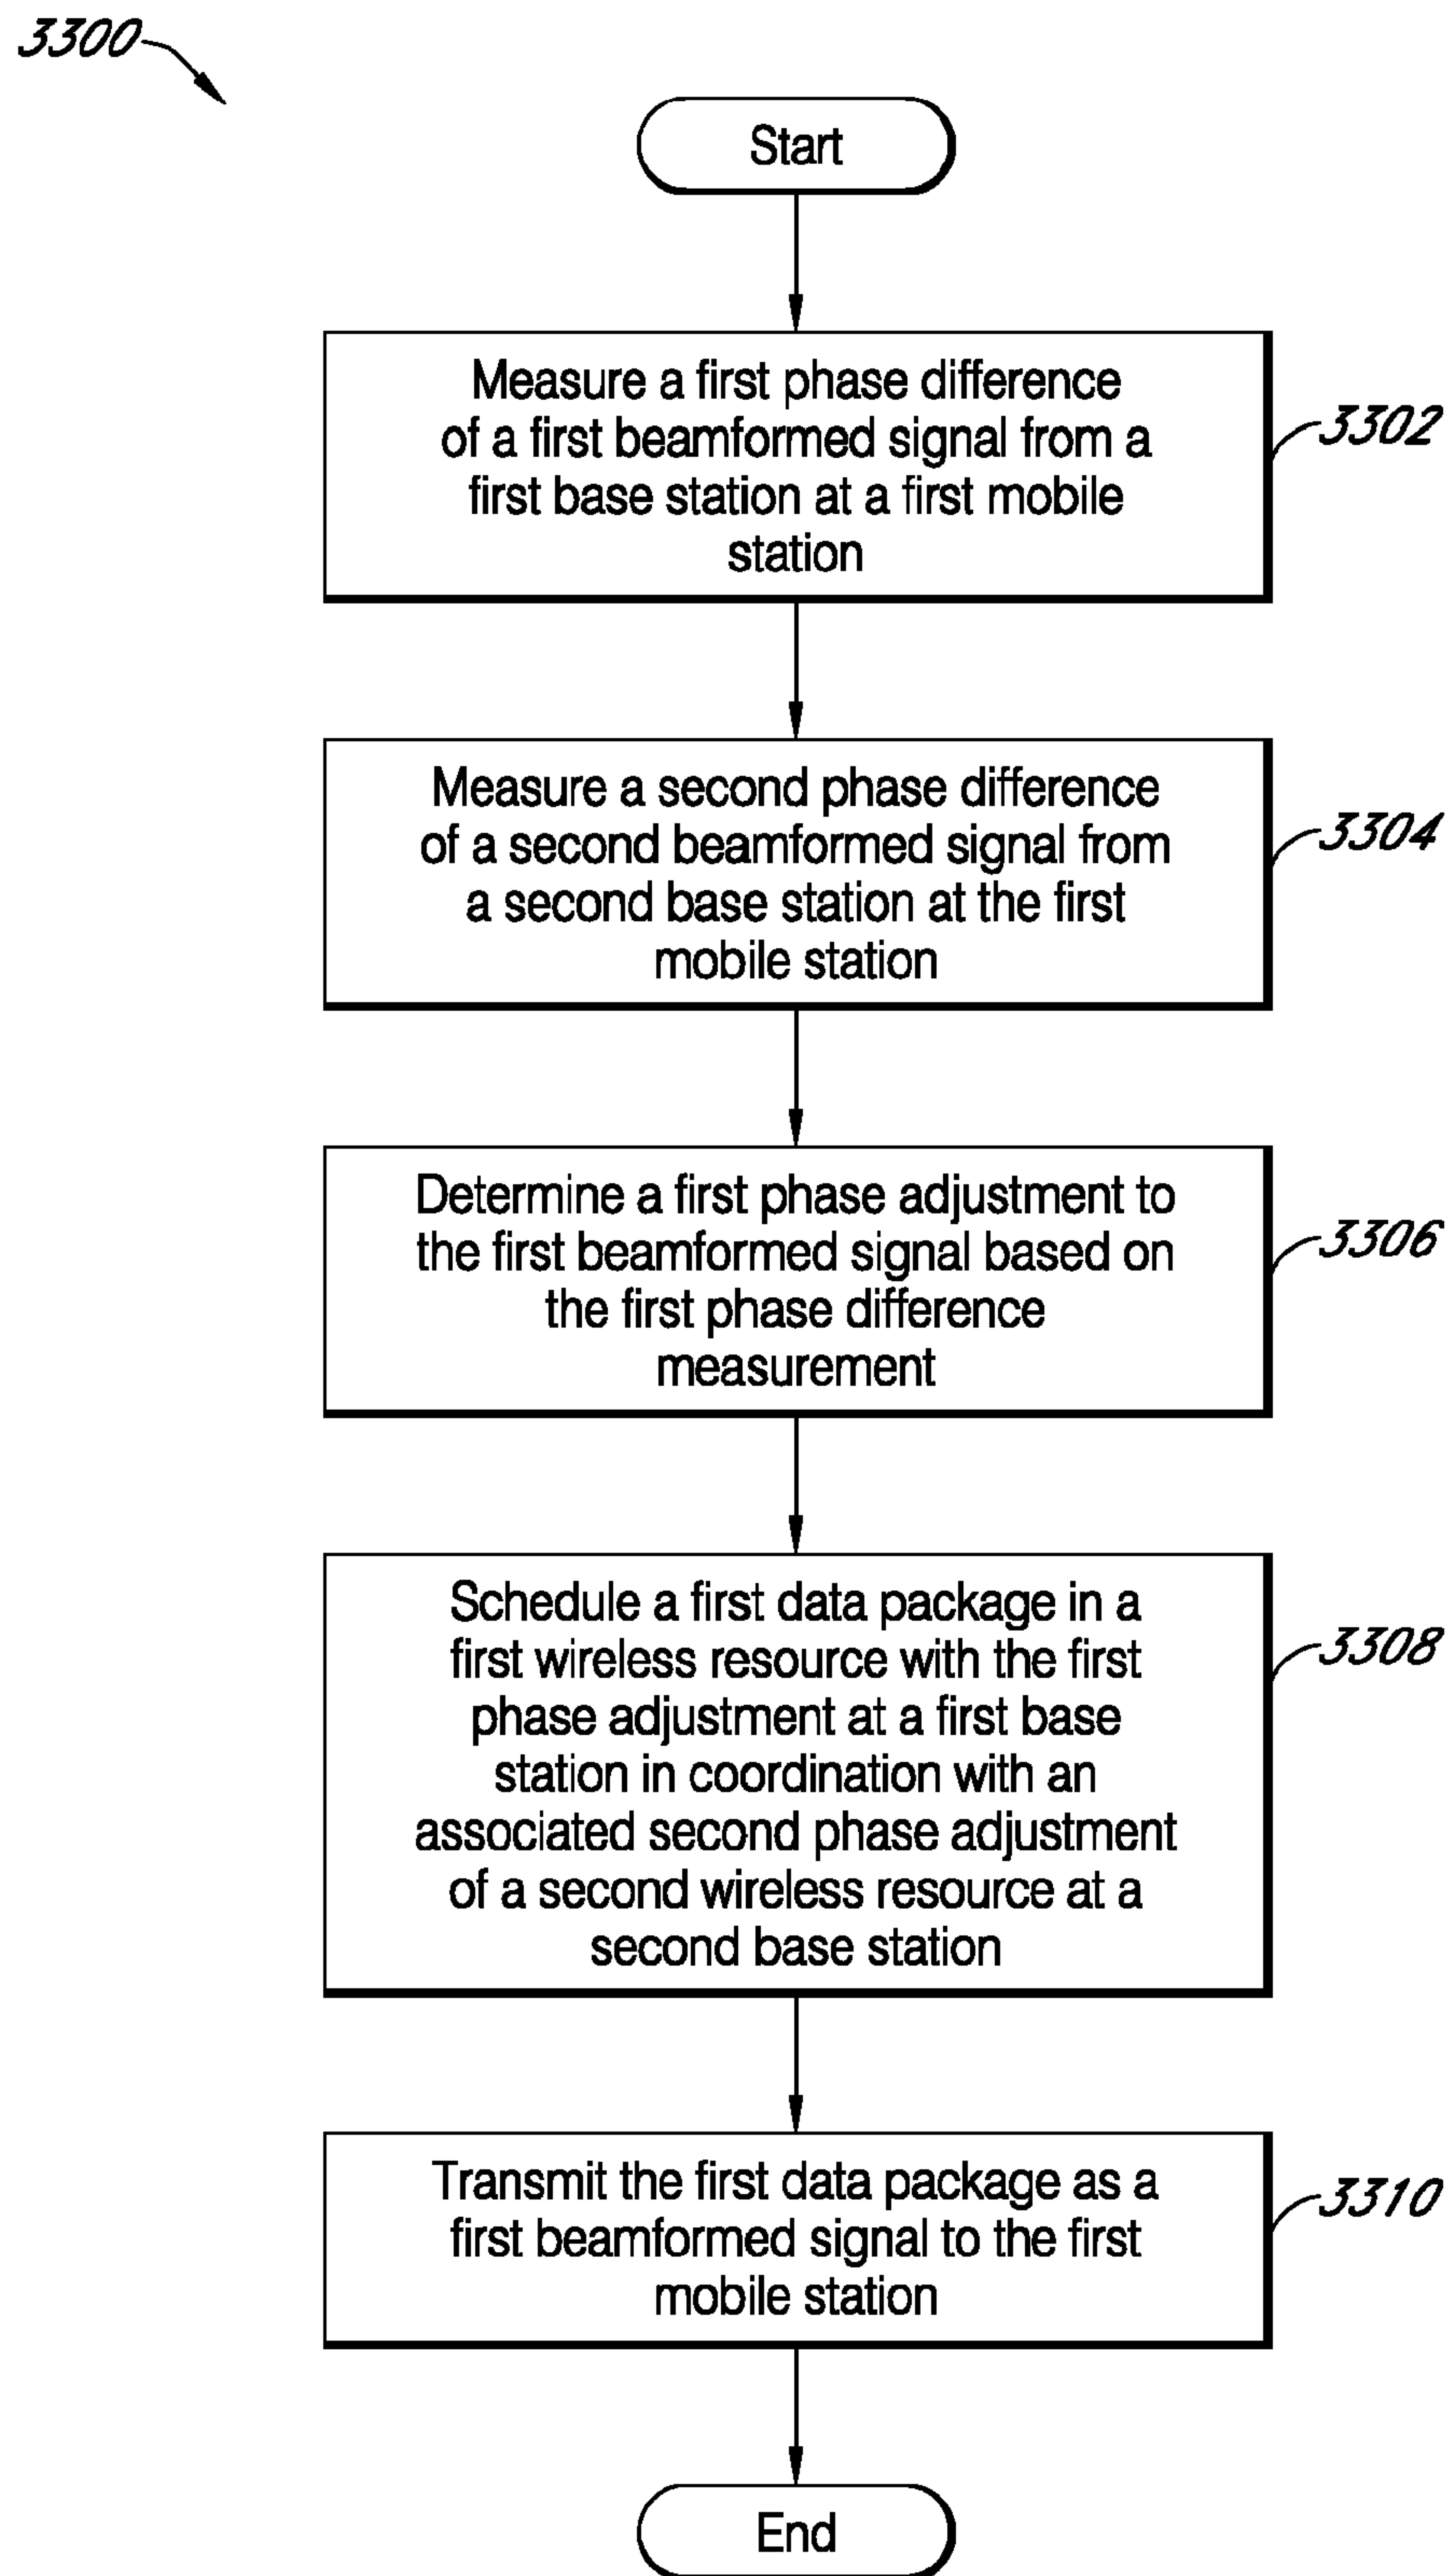 3300
Start
Measure a first phase difference
of a first beamformed signal from a
first base station at a first mobile
station
3302
Measure a second phase difference
of a second beamformed signal from
a second base station at the first
mobile station
3304
Determine a first phase adjustment to
the first beamformed signal based on
the first phase difference
measurement
3306
Schedule a first data package in a
first wireless resource with the first
phase adjustment at a first base
station in coordination with an
associated second phase adjustment
of a second wireless resource at a
second base station
3308
Transmit the first data package as a
first beamformed signal to the first
mobile station
3310
End